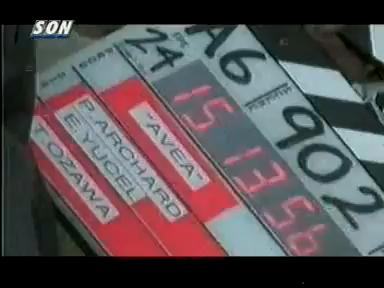 SON
24
A6
902
15 13 56
"AVEA"
P. ARCHARD
E. YUCEL
T. OZAWA